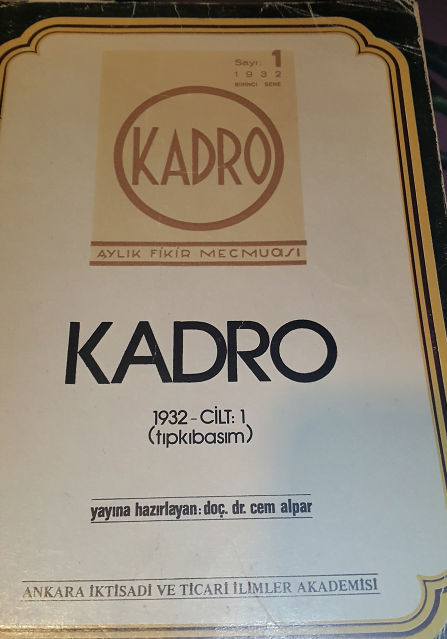 Sayı: 1
1932
BİRİNCİ SENE
KADRO
AYLIK FİKİR MECMUASI
KADRO
1932 - CİLT: 1
(tıpkıbasım)
yayına hazırlayan: doç. dr. cem alpar
ANKARA İKTİSADİ VE TİCARİ İLİMLER AKADEMİSİ